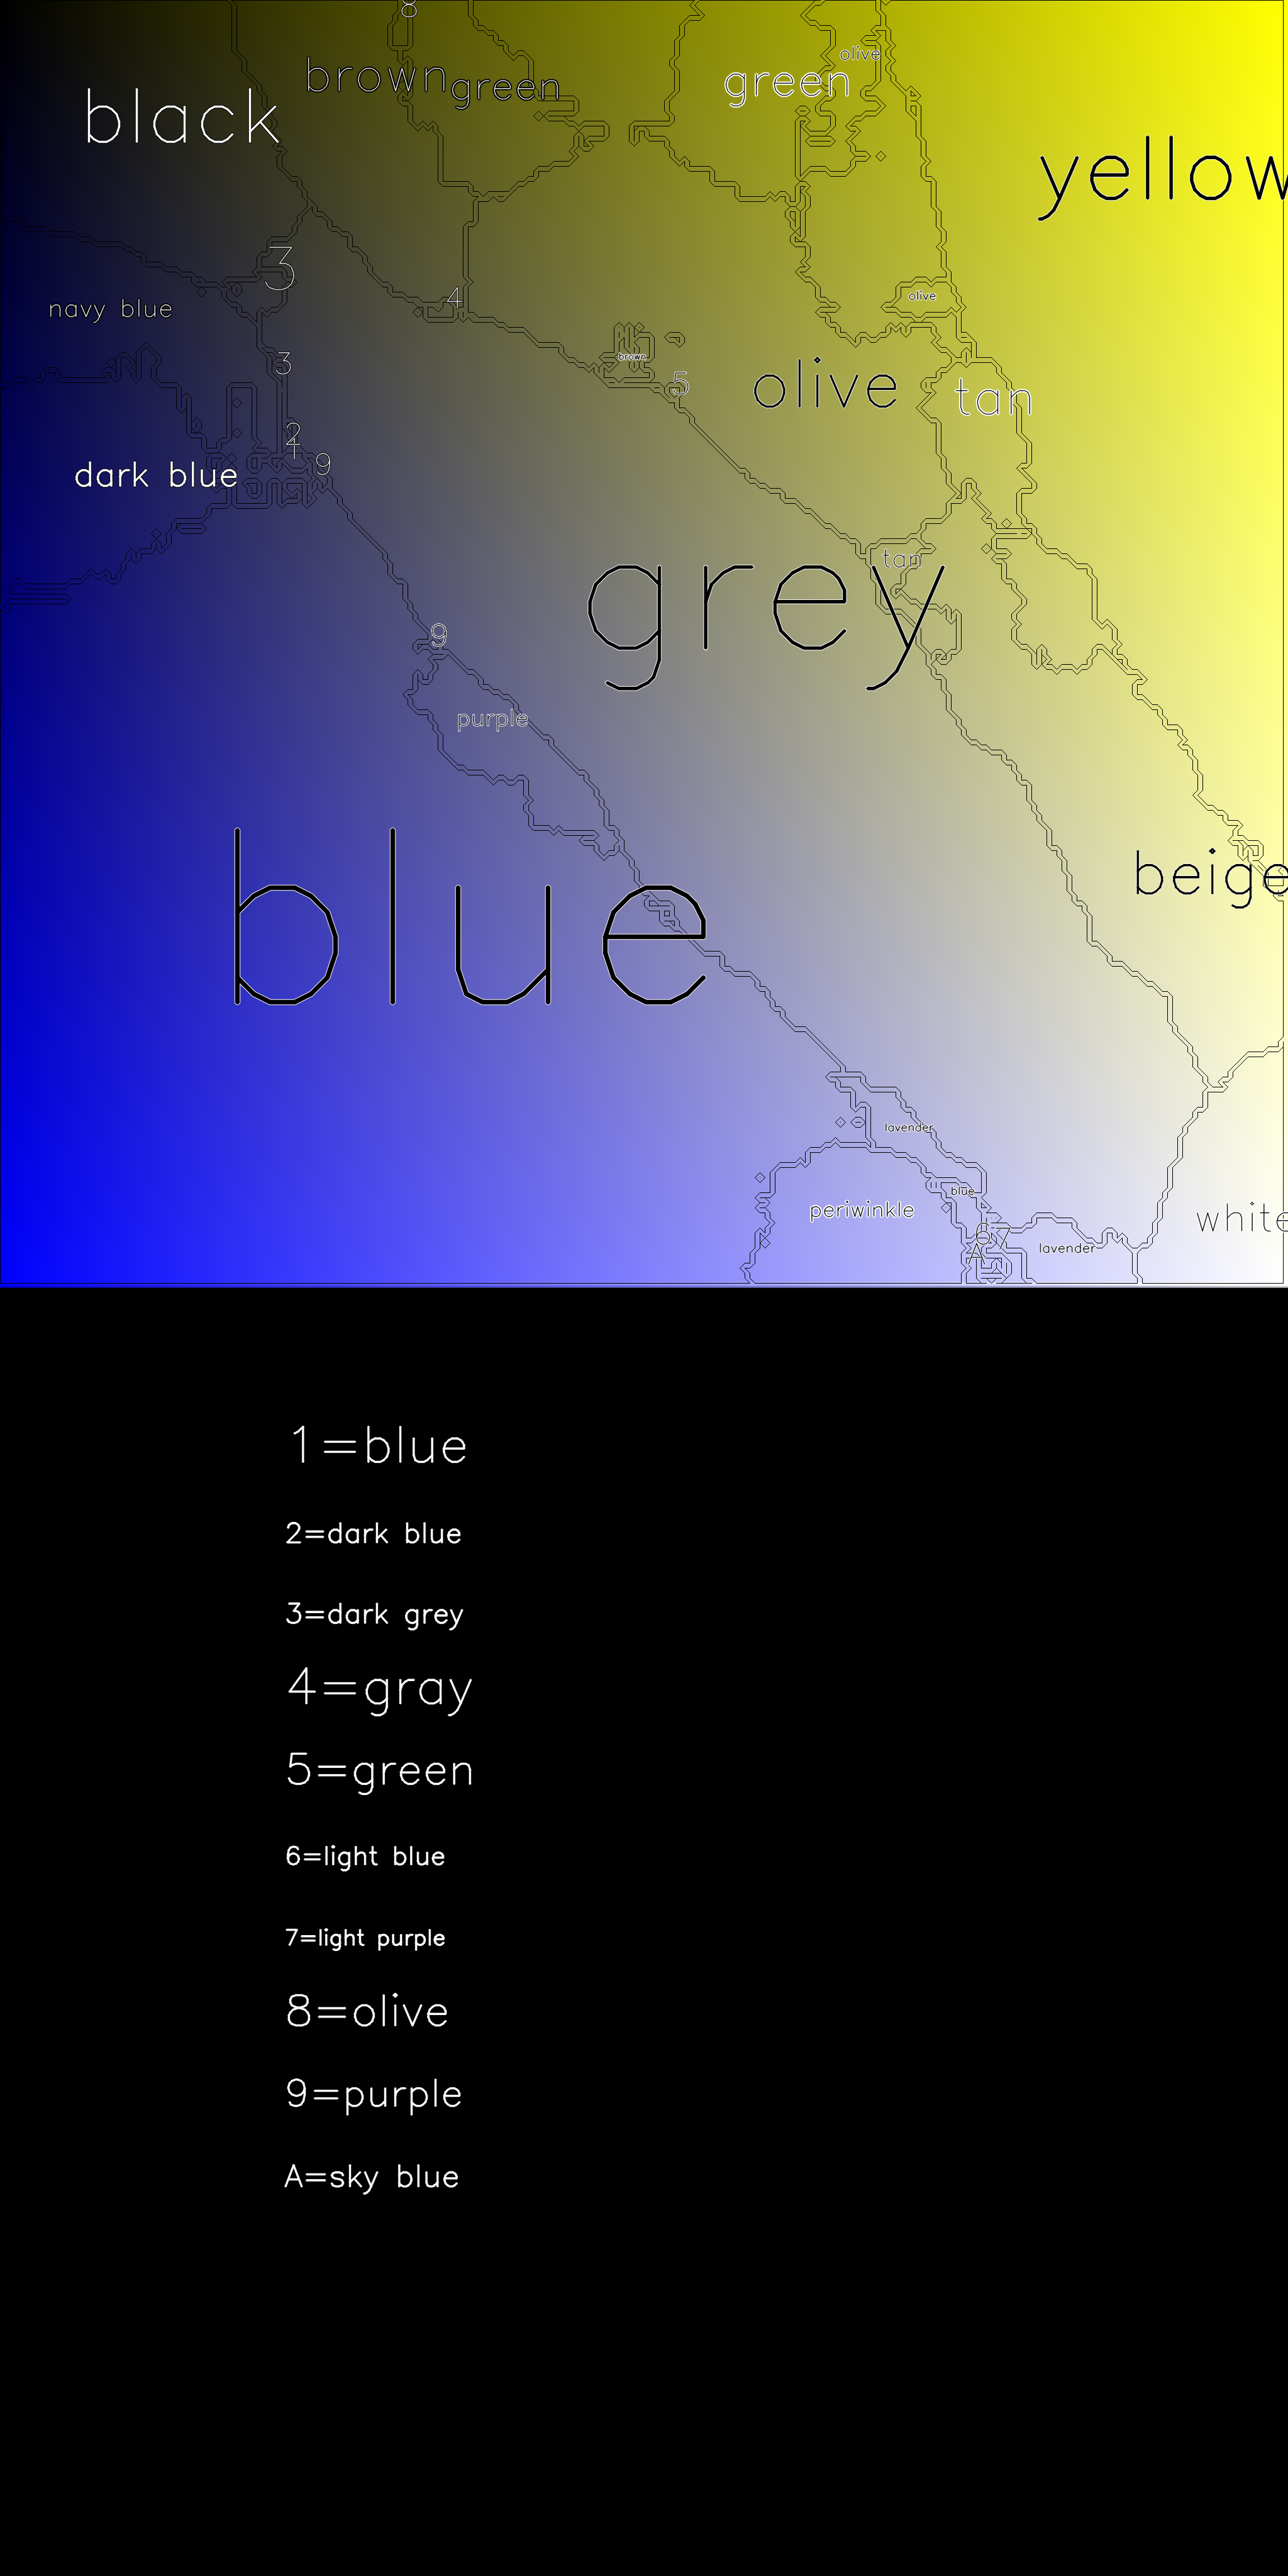 8
olive
brown green
green
black
yellow
3
4
olive
navy blue
brown
3
5
olive
tan
2
1
9
dark blue
tan
grey
9
purple
beige
blue
lavender
blue
periwinkle
white
6 7
A
lavender
1=blue
2=dark blue
3=dark grey
4=gray
5=green
6=light blue
7=light purple
8=olive
9=purple
A=sky blue